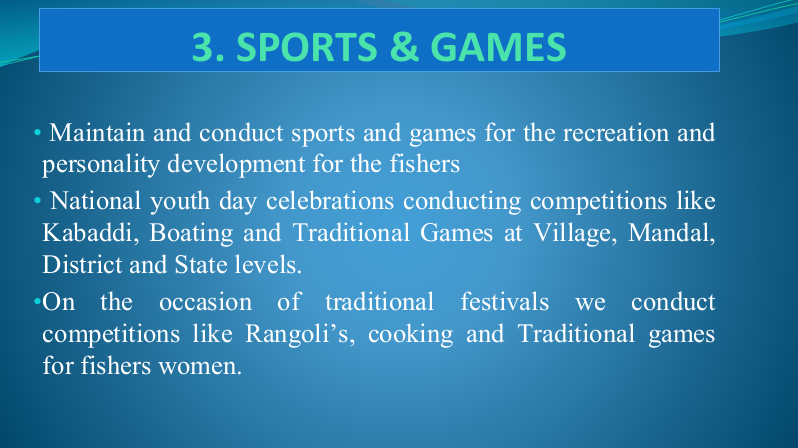 3. SPORTS & GAMES
• Maintain and conduct sports and games for the recreation and
personality development for the fishers
• National youth day celebrations conducting competitions like
Kabaddi, Boating and Traditional Games at Village, Mandal,
District and State levels.
•On the occasion of traditional festivals we conduct
competitions like Rangoli’s, cooking and Traditional games
for fishers women.